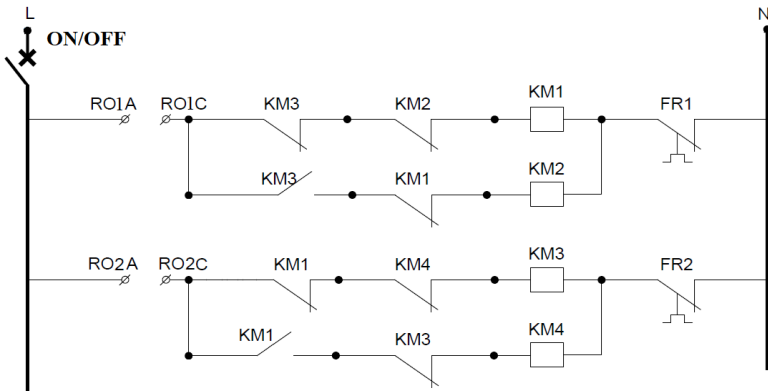 L N
ON/OFF
RO1A RO1C KM3 KM2 KM1 FR1
KM3 KM1 KM2
RO2A RO2C KM1 KM4 KM3 FR2
KM1 KM3 KM4